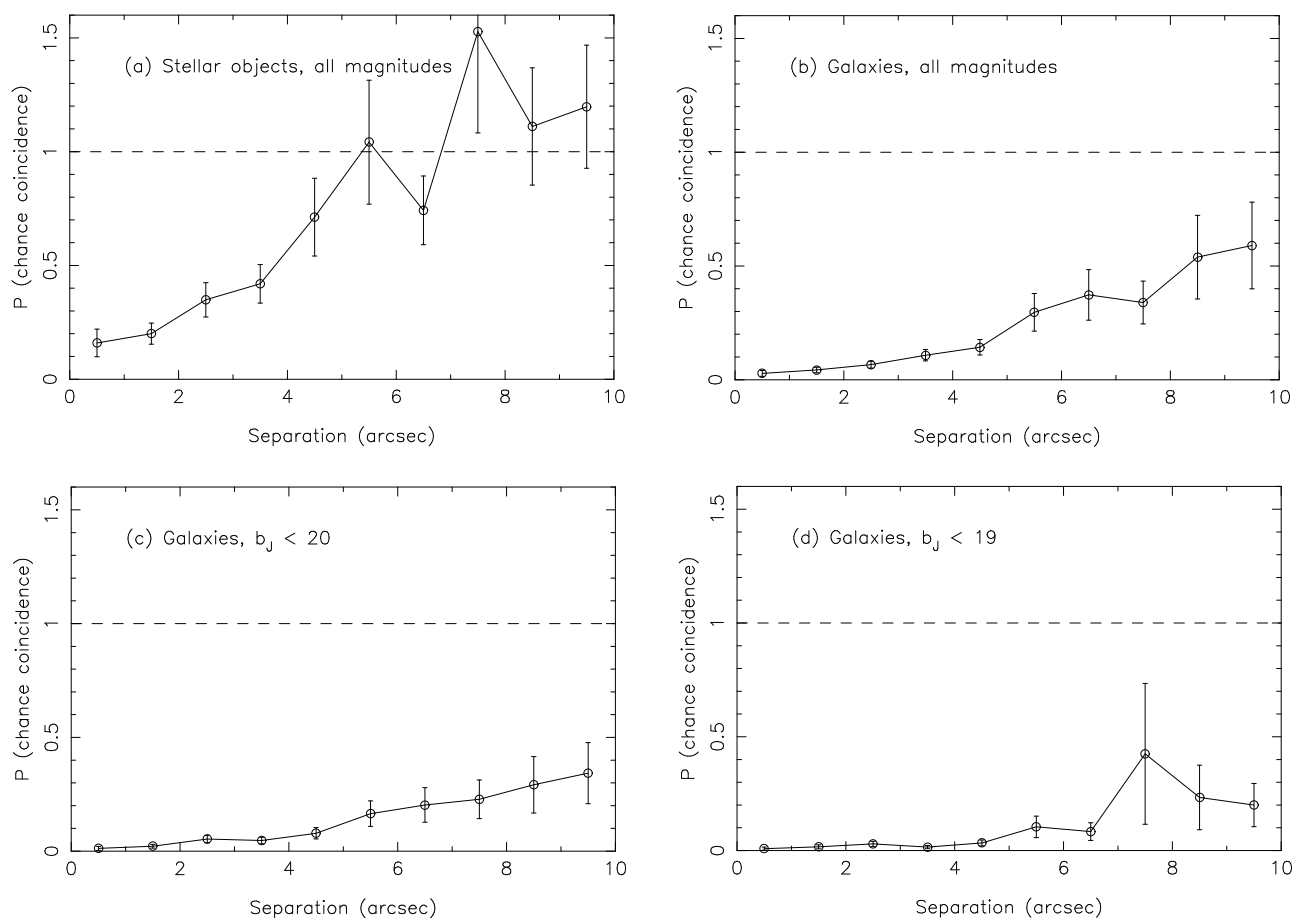 (a) Stellar objects, all magnitudes
P (chance coincidence)
0 0.5 1 1.5
0 2 4 6 8 10
Separation (arcsec)
(b) Galaxies, all magnitudes
P (chance coincidence)
0 0.5 1 1.5
0 2 4 6 8 10
Separation (arcsec)
(c) Galaxies, bJ < 20
P (chance coincidence)
0 0.5 1 1.5
0 2 4 6 8 10
Separation (arcsec)
(d) Galaxies, bJ < 19
P (chance coincidence)
0 0.5 1 1.5
0 2 4 6 8 10
Separation (arcsec)